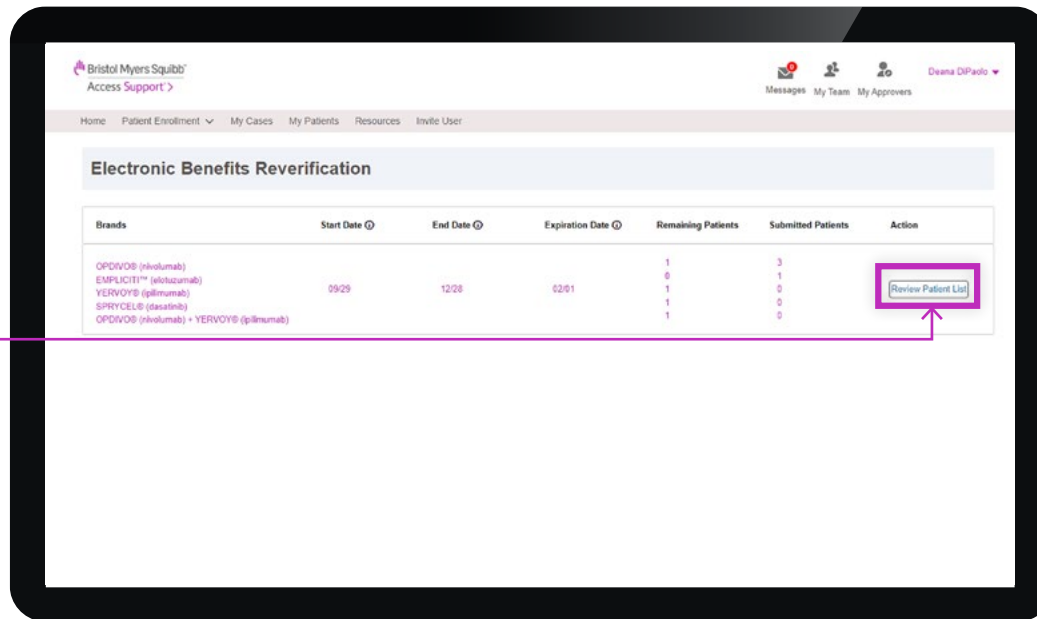 Bristol Myers Squibb™
Access Support®>
0
Messages My Team My Approvers
Deana DiPaolo
Home Patient Enrollment My Cases My Patients Resources Invite User
Electronic Benefits Reverification
Brands Start Date End Date Expiration Date Remaining Patients Submitted Patients Action
OPDIVO® (nivolumab) 1 3
EMPLICITI™ (elotuzumab) 0 1
YERVOY® (ipilimumab) 09/29 12/28 02/01 1 0 Review Patient List
SPRYCEL® (dasatinib) 1 0
OPDIVO® (nivolumab) + YERVOY® (ipilimumab) 1 0